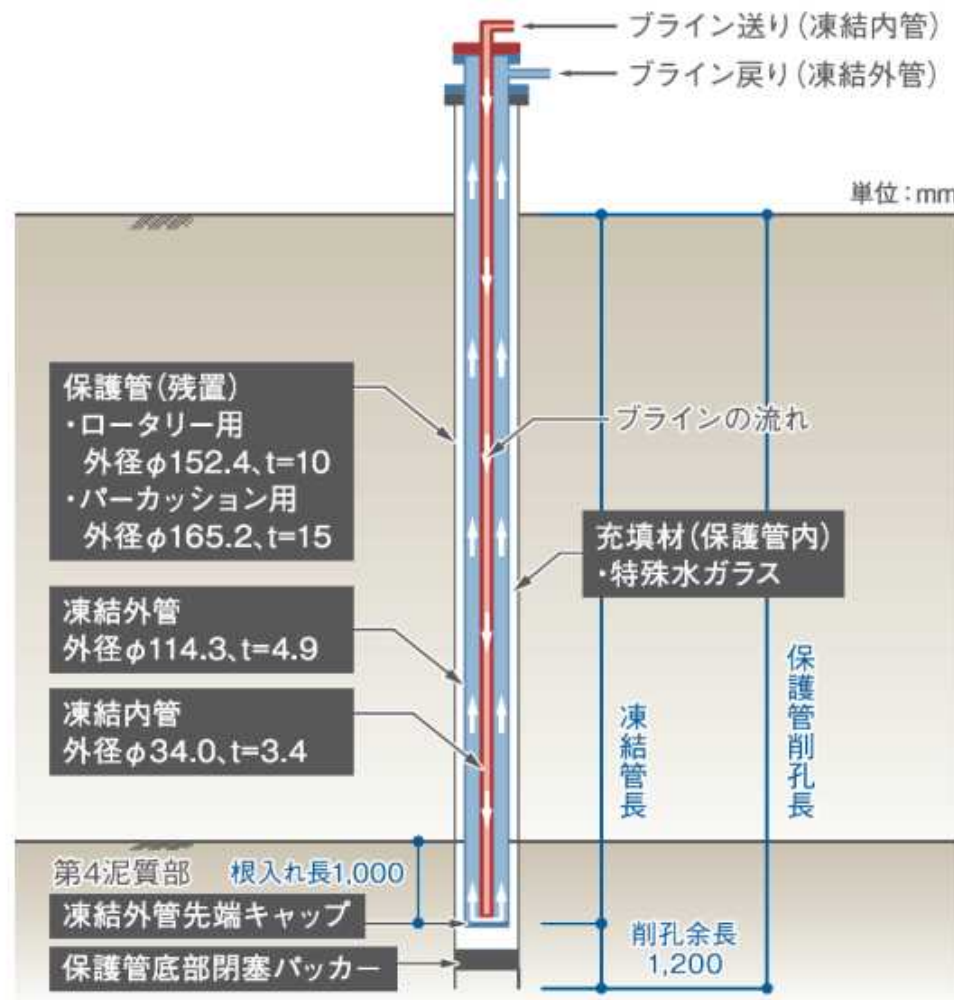 ブライン送り(凍結内管)
ブライン戻り(凍結外管)
単位:mm
保護管(残置)
・ロータリー用
外径φ152.4、t=10
・パーカッション用
外径φ165.2、t=15
ブラインの流れ
充填材(保護管内)
・特殊水ガラス
凍結外管
外径φ114.3、t=4.9
凍結内管
外径φ34.0、t=3.4
凍結管長
保護管削孔長
第4泥質部
根入れ長1,000
凍結外管先端キャップ
保護管底部閉塞パッカー
削孔余長
1,200